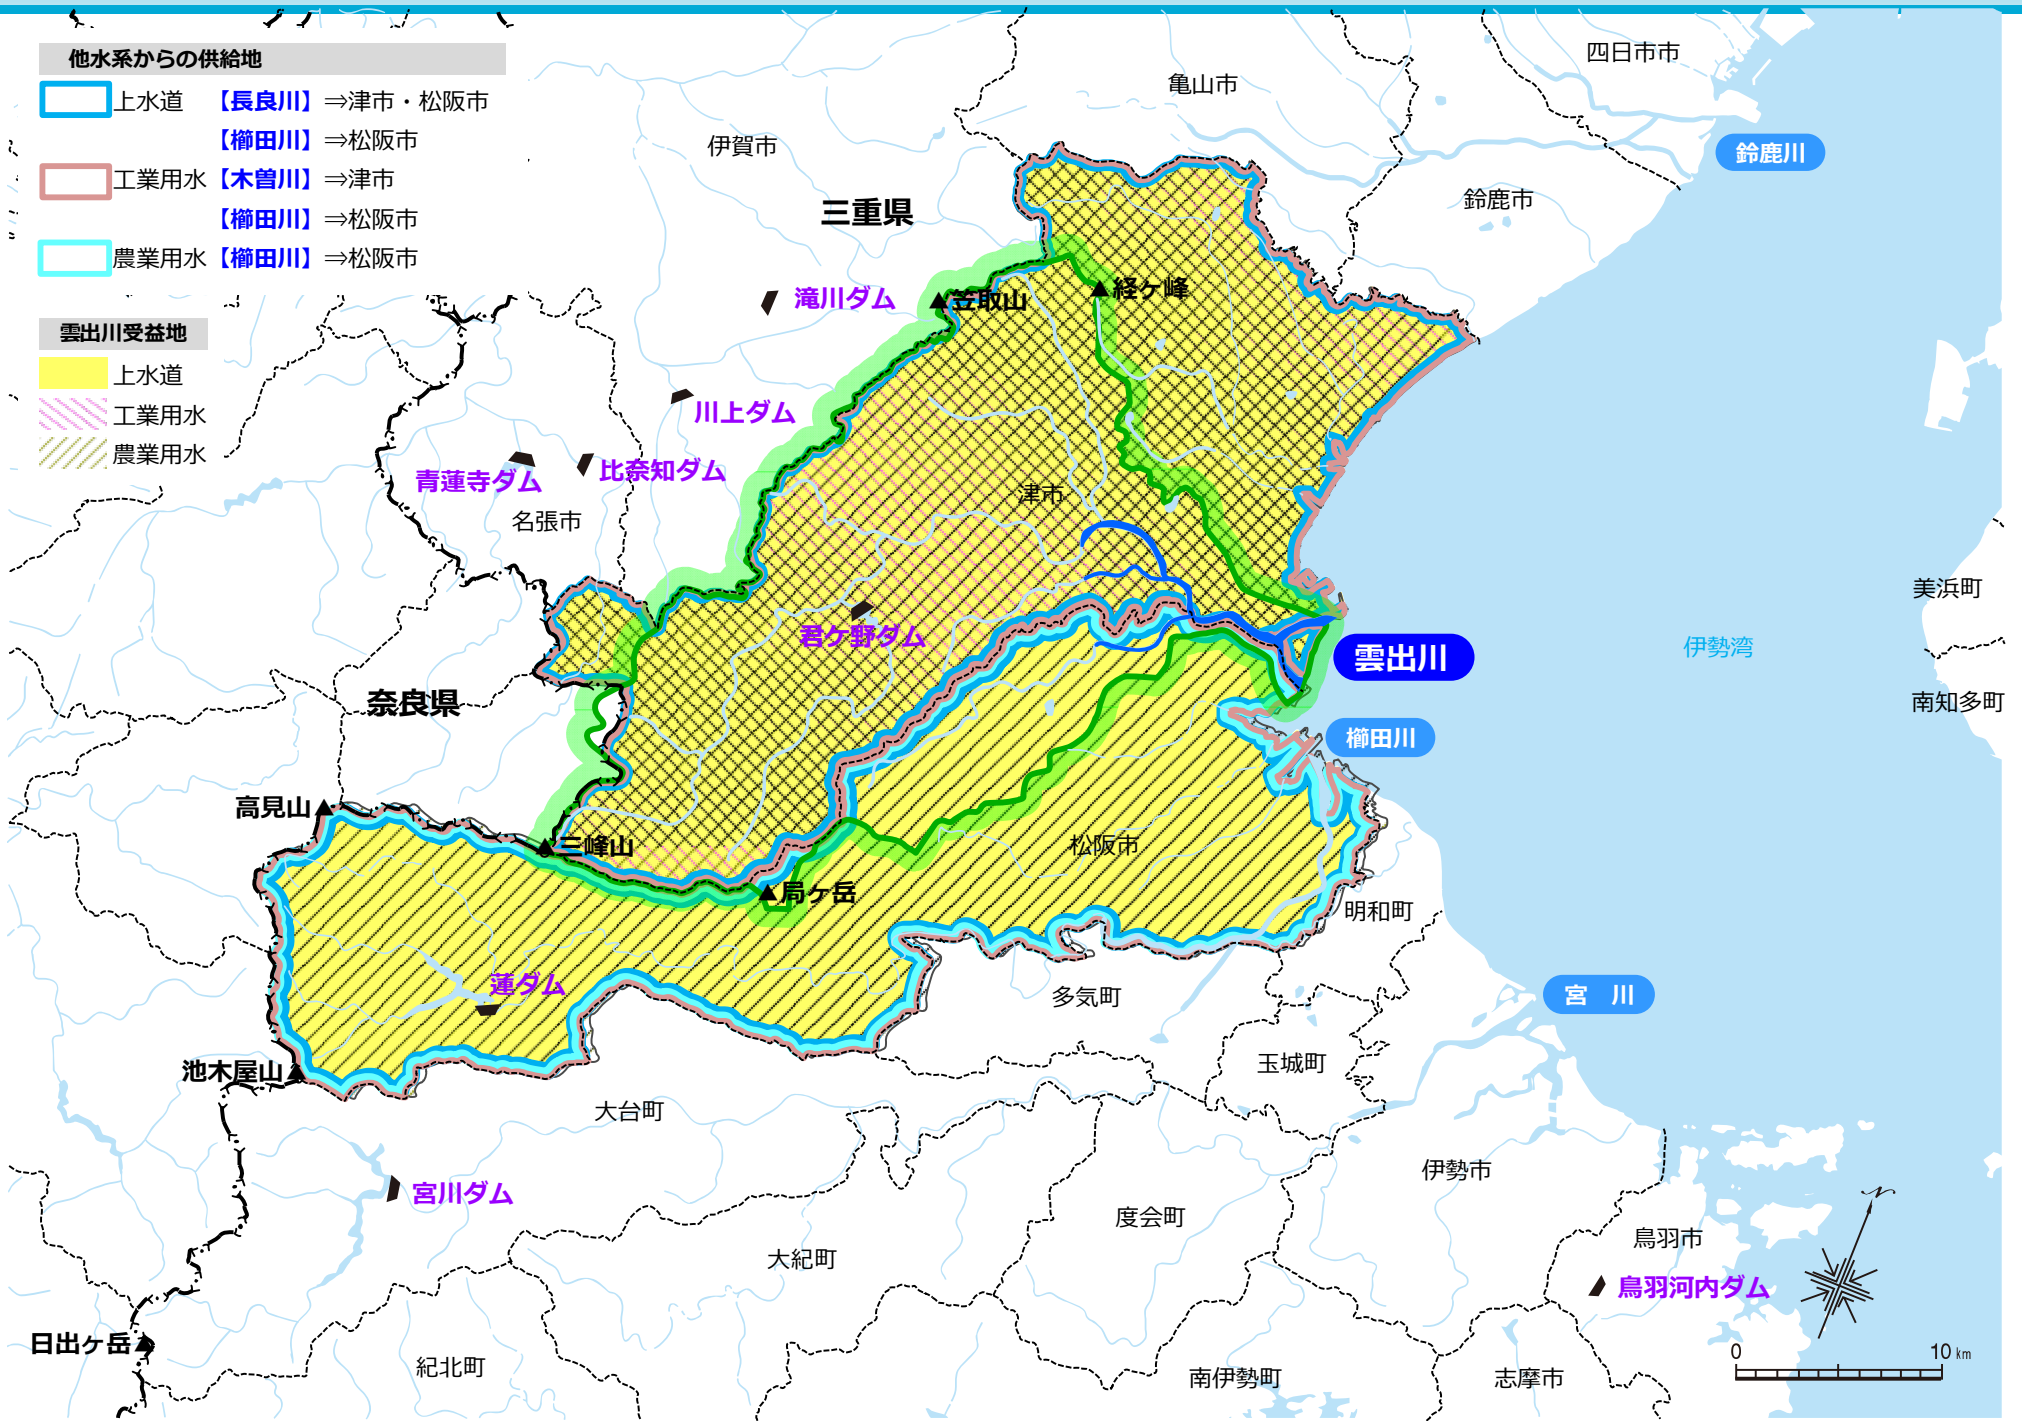 他水系からの供給地
上水道 【長良川】⇒津市・松阪市
【櫛田川】⇒松阪市
工業用水【木曽川】⇒津市
【櫛田川】⇒松阪市
農業用水【櫛田川】⇒松阪市
雲出川受益地
上水道
工業用水
農業用水
四日市市
亀山市
伊賀市
鈴鹿川
鈴鹿市
三重県
滝川ダム
笠取山
経ヶ峰
川上ダム
青蓮寺ダム
比奈知ダム
名張市
津市
君ヶ野ダム
美浜町
伊勢湾
雲出川
南知多町
奈良県
櫛田川
高見山
三峰山
松阪市
局ヶ岳
明和町
蓮ダム
多気町
宮 川
玉城町
池木屋山
大台町
伊勢市
宮川ダム
度会町
鳥羽市
大紀町
鳥羽河内ダム
日出ヶ岳
紀北町
南伊勢町
志摩市
N
0 10 km